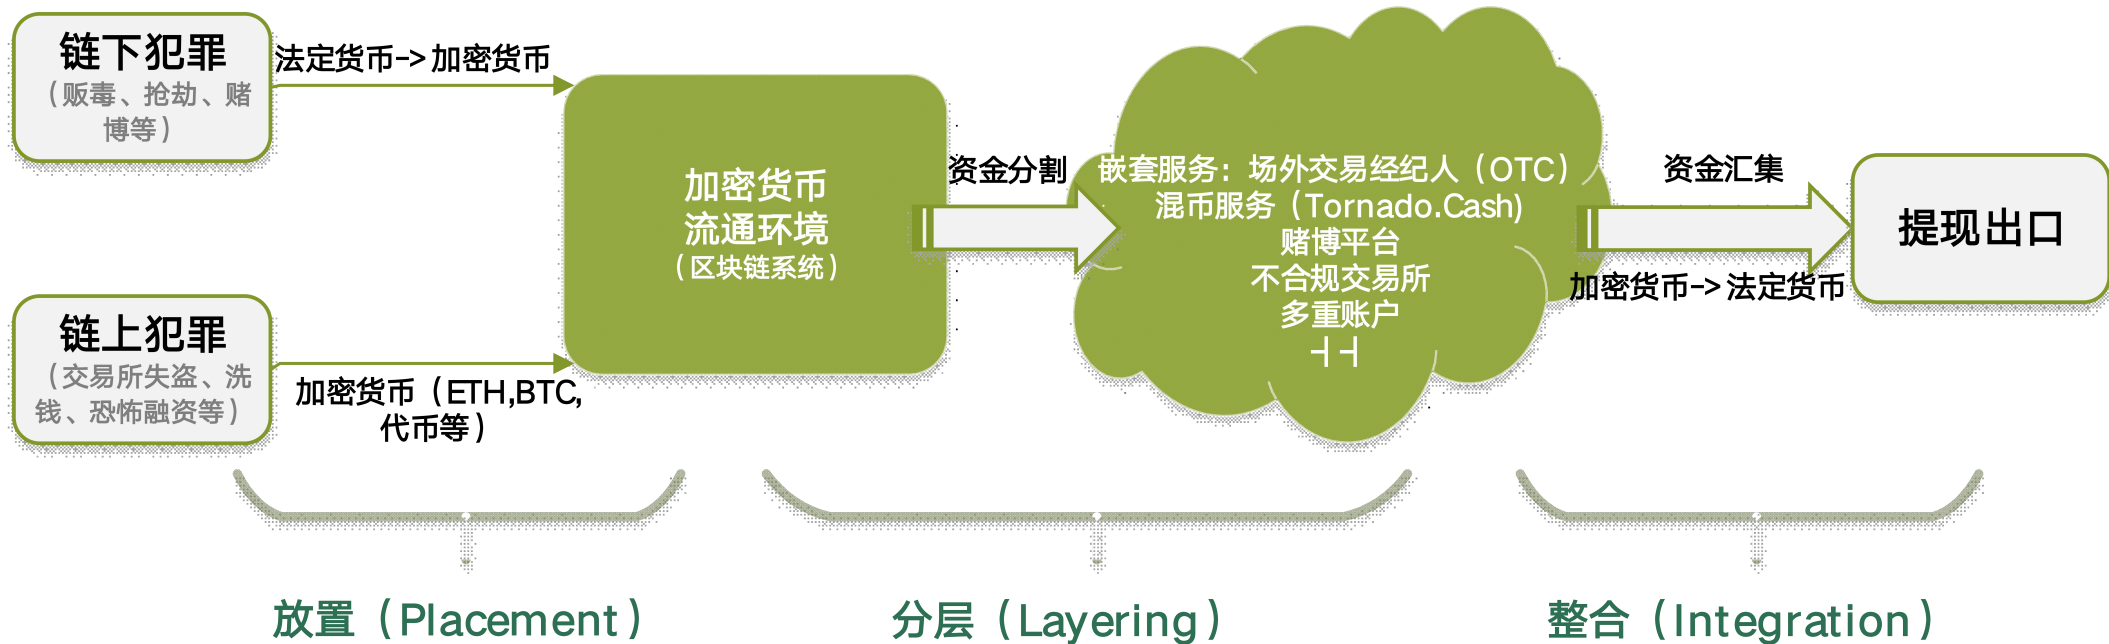 链下犯罪
（贩毒、抢劫、赌
博等）
法定货币->加密货币
链上犯罪
（交易所失盗、洗
钱、恐怖融资等）
加密货币（ETH,BTC,
代币等）
加密货币
流通环境
（区块链系统）
资金分割
嵌套服务：场外交易经纪人（OTC）
混币服务（Tornado.Cash)
赌博平台
不合规交易所
多重账户
资金汇集
加密货币->法定货币
提现出口
放置（Placement）
分层（Layering）
整合（Integration）